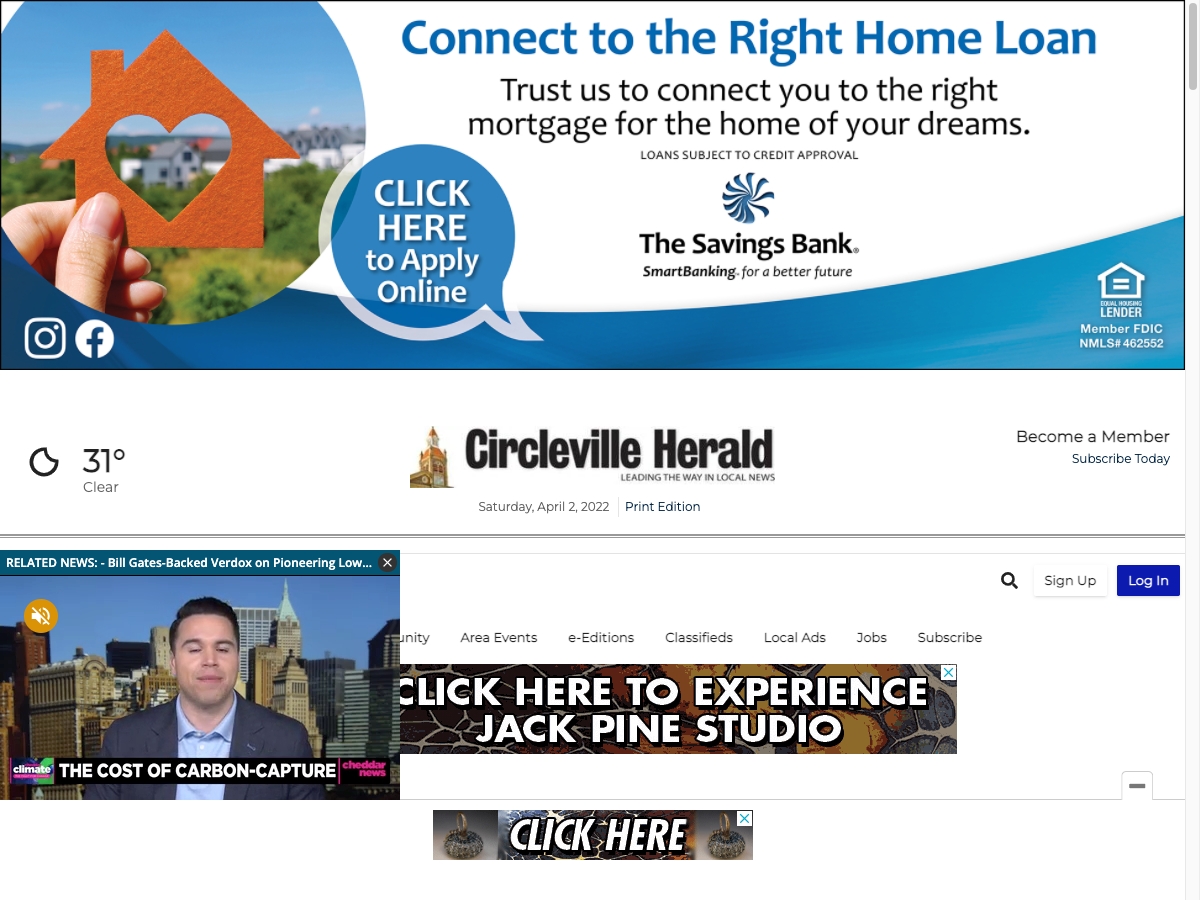 Connect to the Right Home Loan
Trust us to connect you to the right
mortgage for the home of your dreams.
LOANS SUBJECT TO CREDIT APPROVAL
CLICK
HERE
to Apply
Online
The Savings Bank®
SmartBanking® for a better future
EQUAL HOUSING
LENDER
Member FDIC
NMLS# 462552
31°
Clear
Circleville Herald
LEADING THE WAY IN LOCAL NEWS
Saturday, April 2, 2022
Print Edition
Become a Member
Subscribe Today
RELATED NEWS: - Bill Gates-Backed Verdox on Pioneering Low...
Sign Up
Log In
unity
Area Events
e-Editions
Classifieds
Local Ads
Jobs
Subscribe
CLICK HERE TO EXPERIENCE
JACK PINE STUDIO
climate
THE COST OF CARBON-CAPTURE
cheddar
news
CLICK HERE